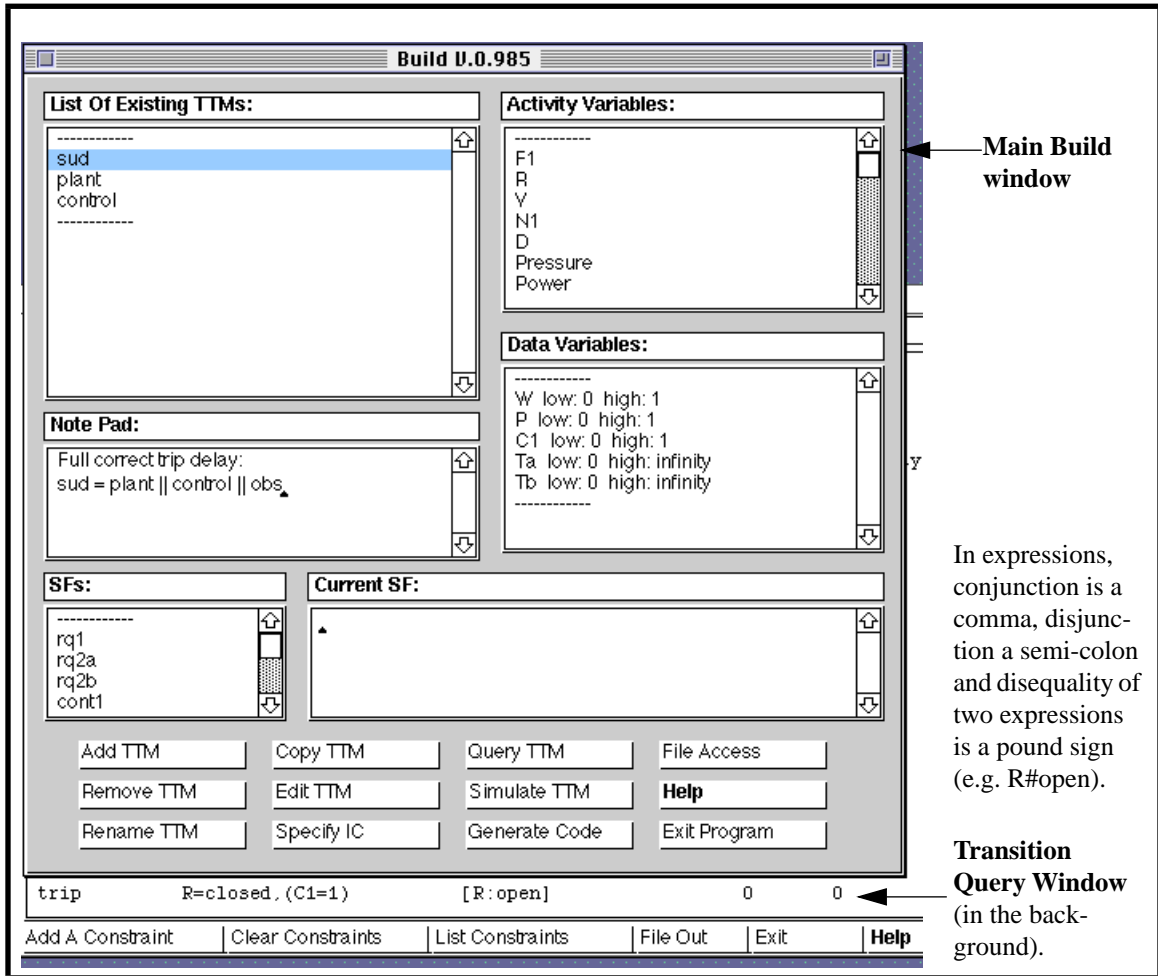 Build V.0.985
List Of Existing TTMs:
------------
sud
plant
control
------------
Activity Variables:
------------
F1
R
V
N1
D
Pressure
Power
Main Build
window
Data Variables:
------------
W low: 0 high: 1
P low: 0 high: 1
C1 low: 0 high: 1
Ta low: 0 high: infinity
Tb low: 0 high: infinity
------------
Note Pad:
Full correct trip delay:
sud = plant || control || obs
y
SFs:
------------
rq1
rq2a
rq2b
cont1
Current SF:
In expressions,
conjunction is a
comma, disjunc-
tion a semi-colon
and disequality of
two expressions
is a pound sign
(e.g. R#open).
Add TTM
Copy TTM
Query TTM
File Access
Remove TTM
Edit TTM
Simulate TTM
Help
Rename TTM
Specify IC
Generate Code
Exit Program
trip R=closed,(C1=1) [R:open] 0 0
Add A Constraint
Clear Constraints
List Constraints
File Out
Exit
Help
Transition
Query Window
(in the back-
ground).